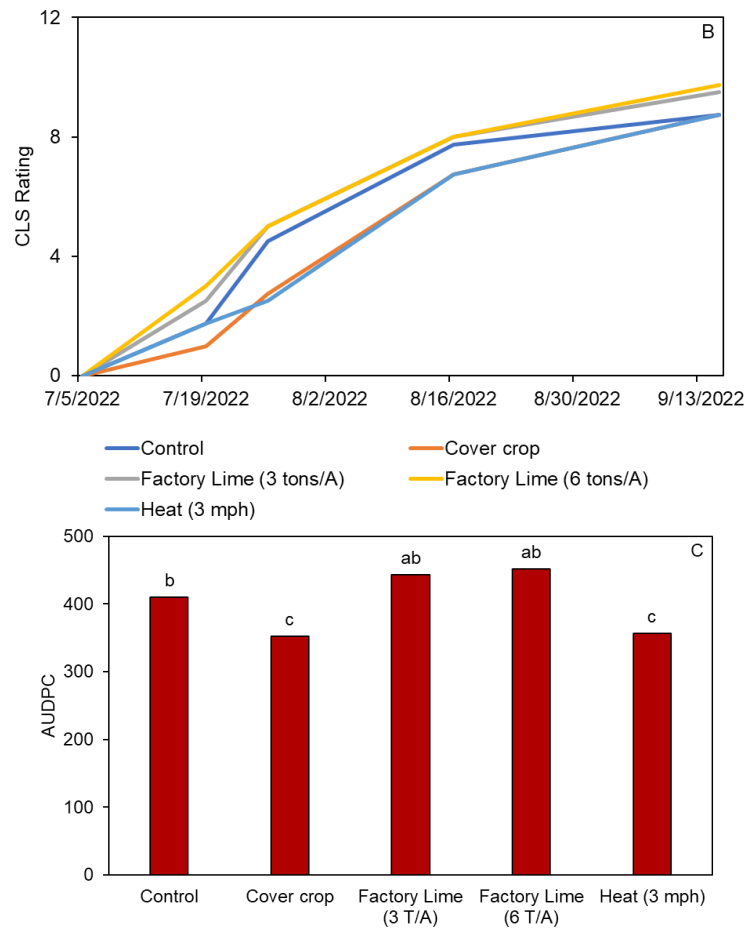 B
12
8
4
0
CLS Rating
7/5/2022 7/19/2022 8/2/2022 8/16/2022 8/30/2022 9/13/2022
Control Cover crop
Factory Lime (3 tons/A) Factory Lime (6 tons/A)
Heat (3 mph)
C
500
400
300
200
100
0
AUDPC
b c ab ab c
Control Cover crop Factory Lime Factory Lime Heat (3 mph)
(3 T/A) (6 T/A)